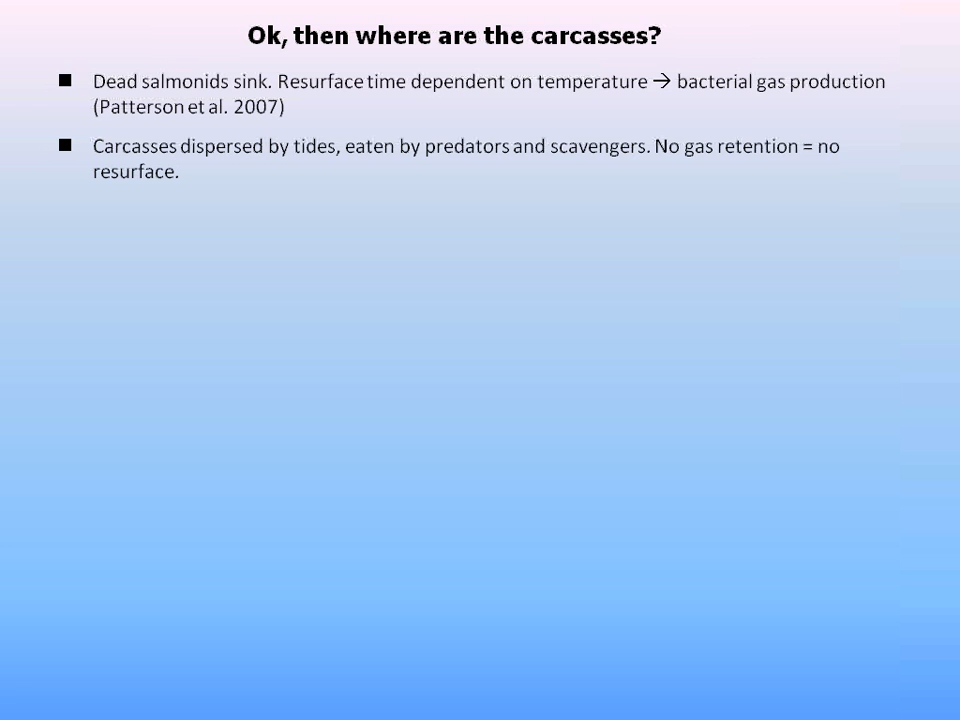 Ok, then where are the carcasses?
■ Dead salmonids sink. Resurface time dependent on temperature → bacterial gas production
(Patterson et al. 2007)
■ Carcasses dispersed by tides, eaten by predators and scavengers. No gas retention = no
resurface.